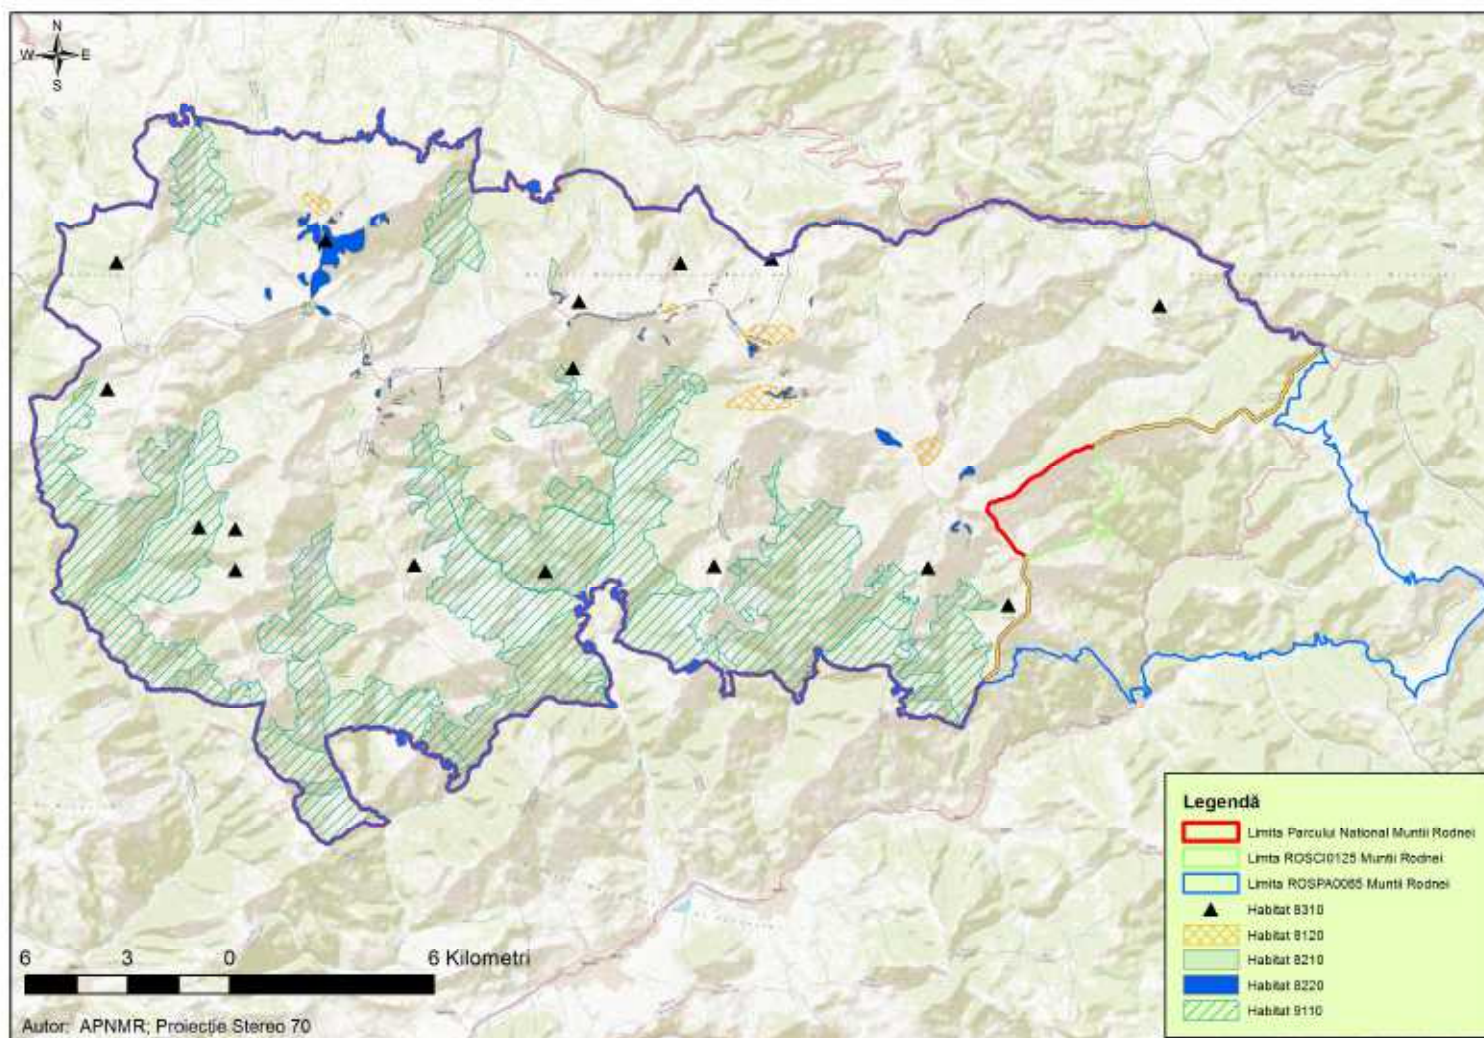 N
W E
S
Legendă
Limita Parcului National Muntii Rodnei
Limta ROSCI0125 Muntii Rodnei
Limita ROSPA0085 Muntii Rodnei
Habitat 8310
Habitat 8120
Habitat 8210
Habitat 8220
Habitat 9110
6 3 0 6 Kilometri
Autor: APNMR; Proiecție Stereo 70